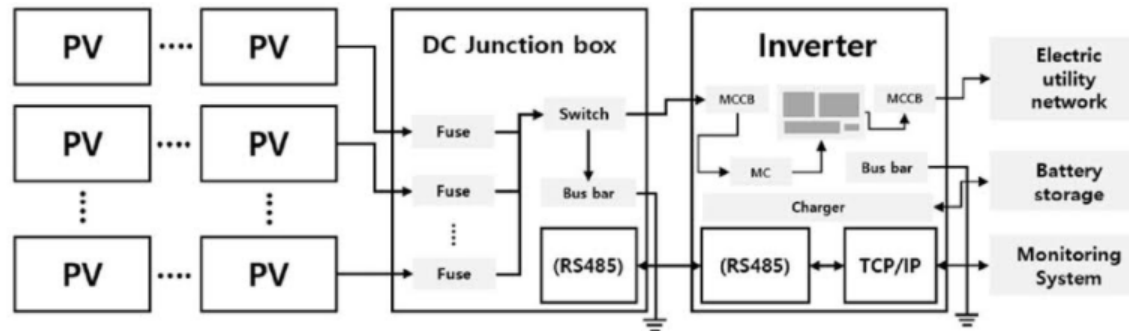 PV
PV
PV
PV
PV
PV
DC Junction box
Fuse
Fuse
Fuse
Switch
Bus bar
(RS485)
Inverter
MCCB
MCCB
MC
Bus bar
Charger
(RS485)
TCP/IP
Electric
utility
network
Battery
storage
Monitoring
System